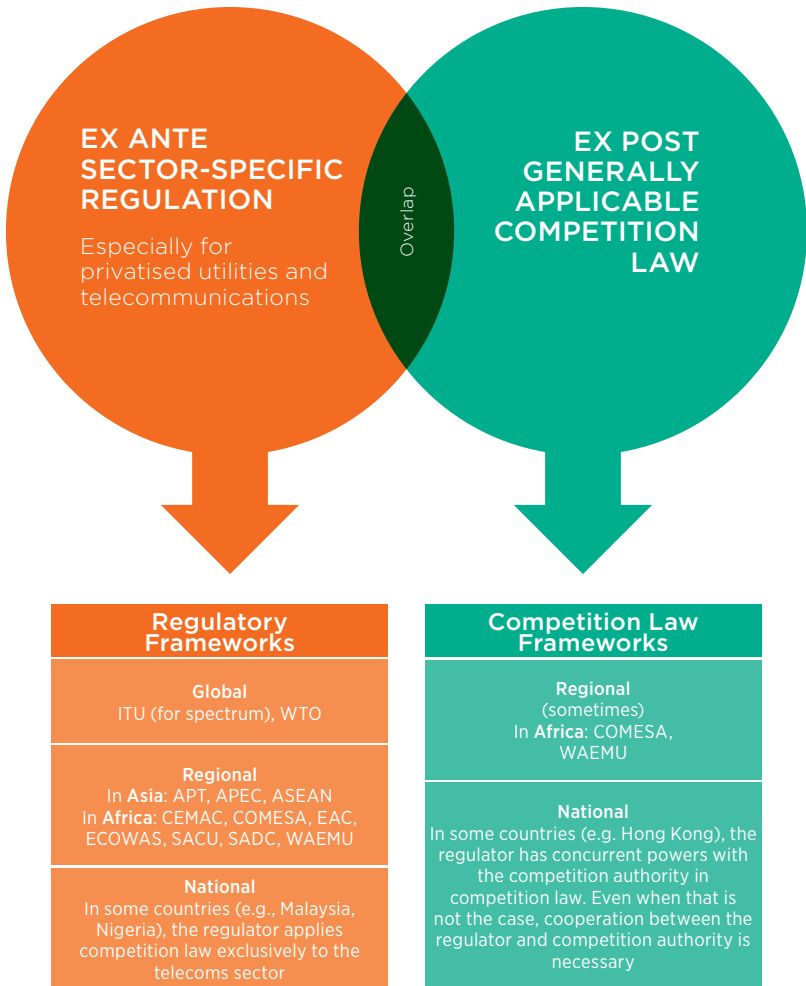 EX ANTE
SECTOR-SPECIFIC
REGULATION
Especially for
privatised utilities and
telecommunications
Overlap
EX POST
GENERALLY
APPLICABLE
COMPETITION
LAW
Regulatory
Frameworks
Global
ITU (for spectrum), WTO
Regional
In Asia: APT, APEC, ASEAN
In Africa: CEMAC, COMESA, EAC,
ECOWAS, SACU, SADC, WAEMU
National
In some countries (e.g., Malaysia,
Nigeria), the regulator applies
competition law exclusively to the
telecoms sector
Competition Law
Frameworks
Regional
(sometimes)
In Africa: COMESA,
WAEMU
National
In some countries (e.g. Hong Kong), the
regulator has concurrent powers with
the competition authority in
competition law. Even when that is
not the case, cooperation between the
regulator and competition authority is
necessary